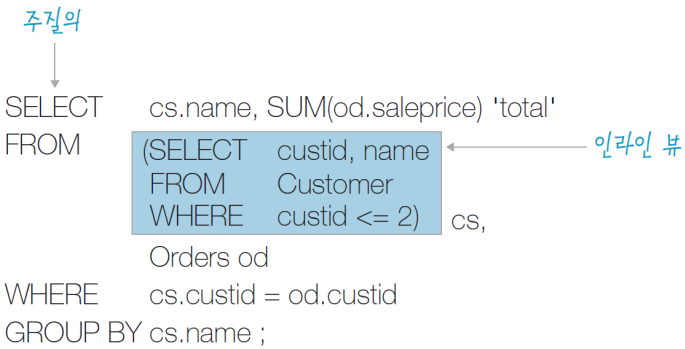 주질의
SELECT cs.name, SUM(od.saleprice) 'total'
FROM
(SELECT custid, name
인라인 뷰
FROM Customer
WHERE custid <= 2) cs,
Orders od
WHERE cs.custid = od.custid
GROUP BY cs.name ;